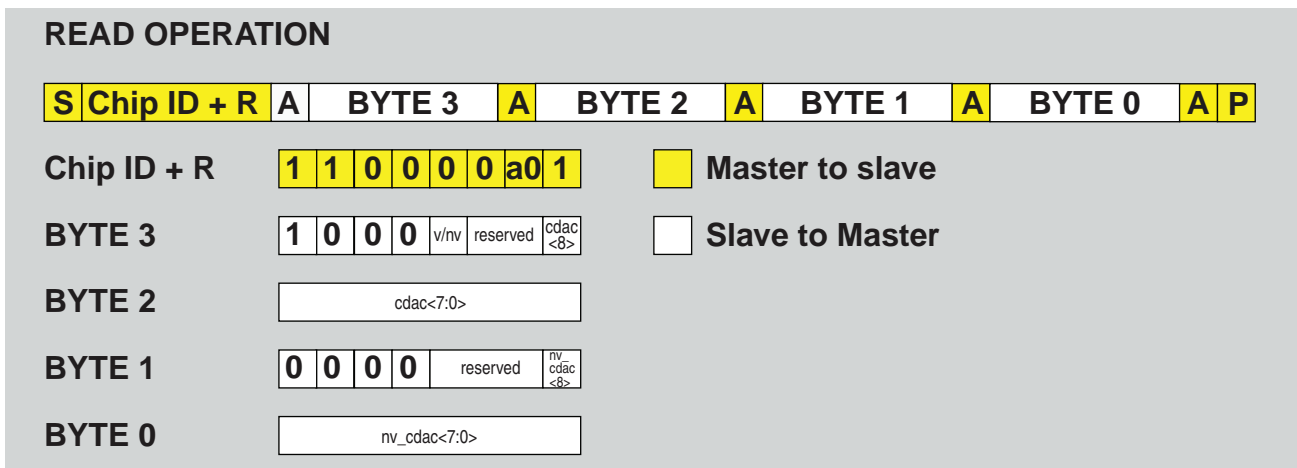 READ OPERATION
S Chip ID + R A BYTE 3 A BYTE 2 A BYTE 1 A BYTE 0 A P
Chip ID + R 1 1 0 0 0 0 a0 1 Master to slave
BYTE 3 1 0 0 0 v/nv reserved cdac <8> Slave to Master
BYTE 2 cdac<7:0>
BYTE 1 0 0 0 0 reserved nv_ cdac <8>
BYTE 0 nv_cdac<7:0>